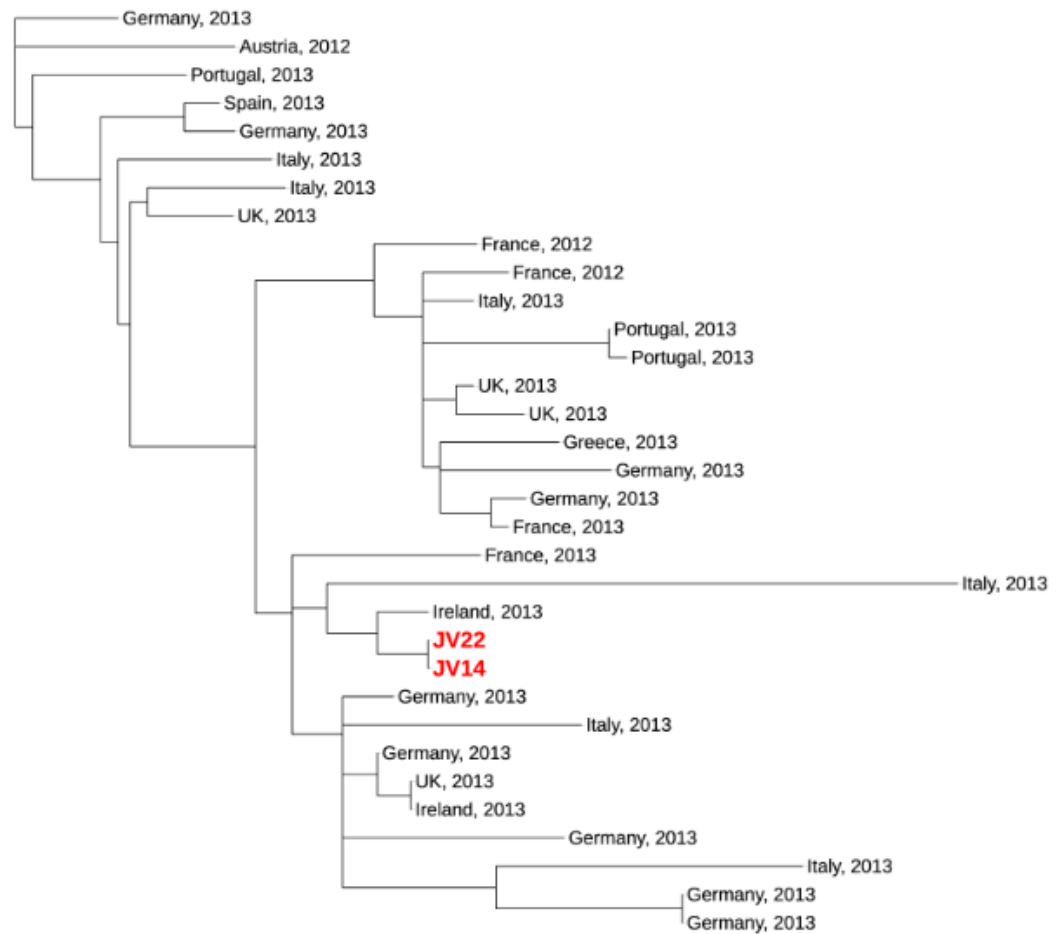 Germany, 2013
Austria, 2012
Portugal, 2013
Spain, 2013
Germany, 2013
Italy, 2013
Italy, 2013
UK, 2013
France, 2012
France, 2012
Italy, 2013
Portugal, 2013
Portugal, 2013
UK, 2013
UK, 2013
Greece, 2013
Germany, 2013
Germany, 2013
France, 2013
France, 2013
Italy, 2013
Ireland, 2013
JV22
JV14
Germany, 2013
Italy, 2013
Germany, 2013
UK, 2013
Ireland, 2013
Germany, 2013
Italy, 2013
Germany, 2013
Germany, 2013